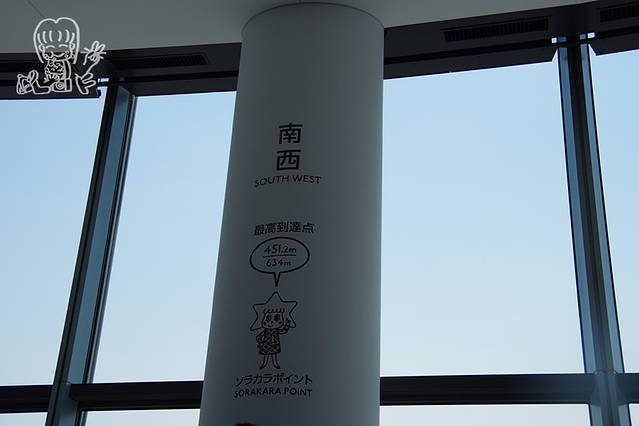 南
西
SOUTH WEST
最高到達点
451.2m
634m
ソラカラポイント
SORAKARA POINT